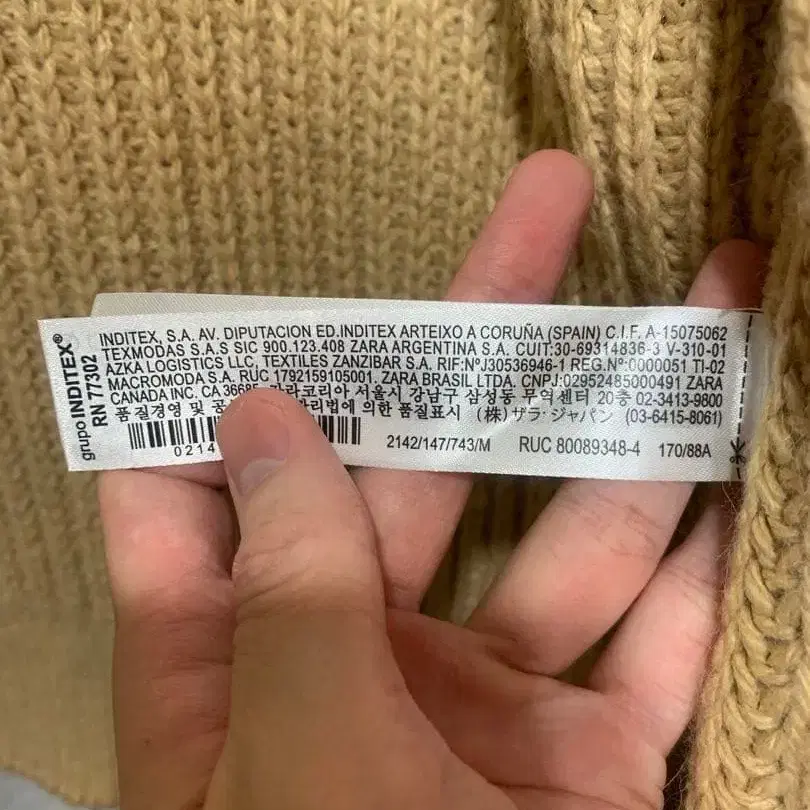 grupo INDITEX®
RN 77302
INDITEX, S.A. AV. DIPUTACION ED.INDITEX ARTEIXO A CORUÑA (SPAIN) C.I.F. A-15075062
TEXMODAS S.A.S SIC 900.123.408 ZARA ARGENTINA S.A. CUIT:30-69314836-3 V-310-01
AZKA LOGISTICS LLC, TEXTILES ZANZIBAR S.A. RIF:NºJ30536946-1 REG.Nº:0000051 TI-02
MACROMODA S.A. RUC 1792159105001. ZARA BRASIL LTDA. CNPJ:02952485000491 ZARA
CANADA INC. CA 36685 자라코리아 서울시 강남구 삼성동 무역센터 20층 02-3413-9800
품질경영 및 에 의한 품질표시 (株) ザラ·ジャパン (03-6415-8061)
0214 2142/147/743/M RUC 80089348-4 170/88A